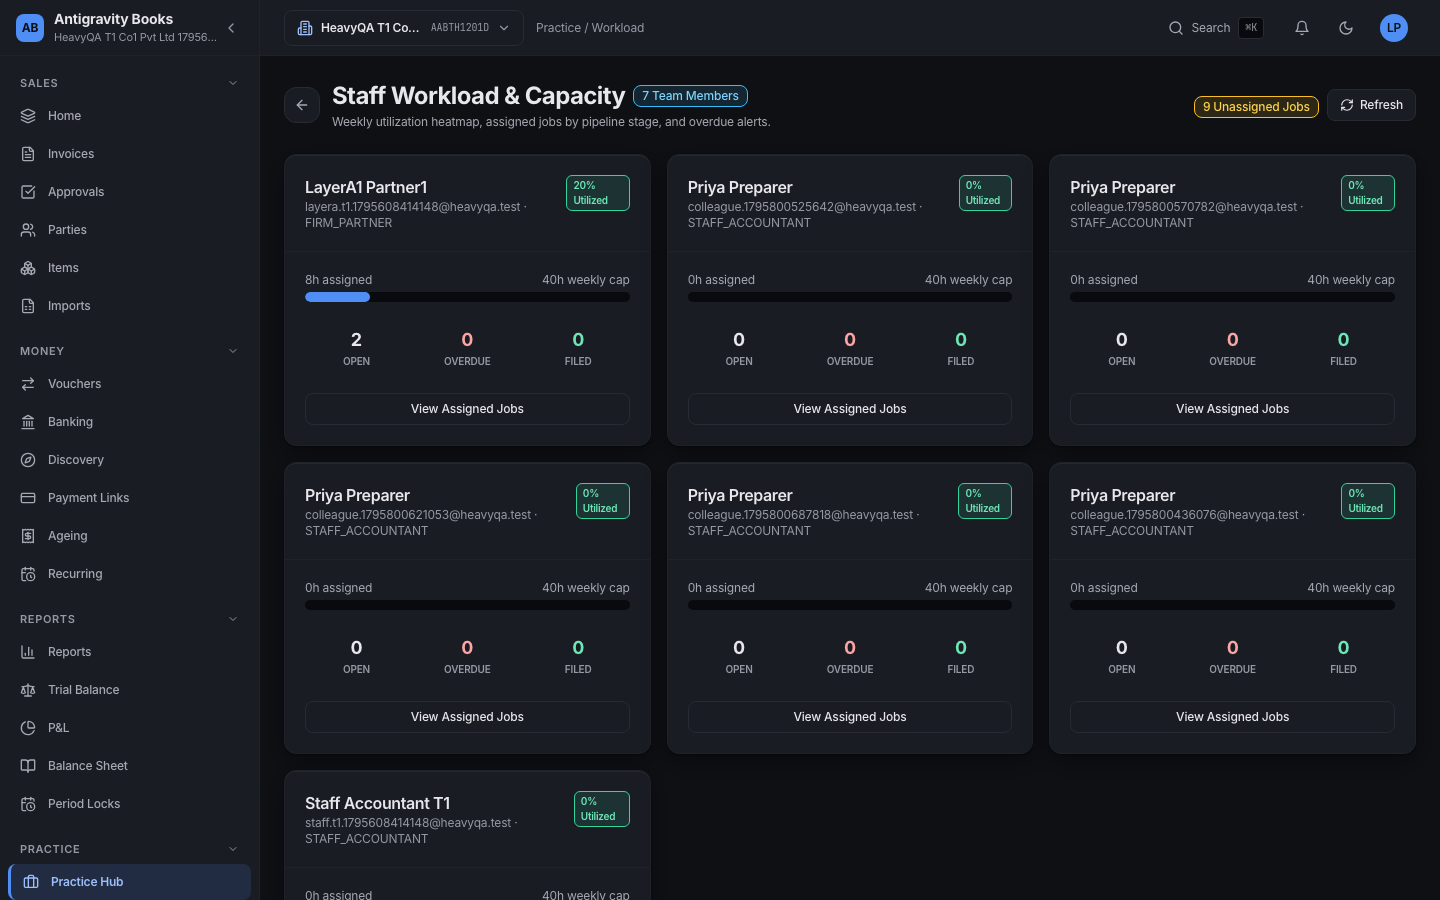 AB
Antigravity Books
HeavyQA T1 Co1 Pvt Ltd 17956...
HeavyQA T1 Co...
AABTH1201D
Practice / Workload
Search
⌘K
LP
SALES
Home
Invoices
Approvals
Parties
Items
Imports
MONEY
Vouchers
Banking
Discovery
Payment Links
Ageing
Recurring
REPORTS
Reports
Trial Balance
P&L
Balance Sheet
Period Locks
PRACTICE
Practice Hub
Staff Workload & Capacity
7 Team Members
Weekly utilization heatmap, assigned jobs by pipeline stage, and overdue alerts.
9 Unassigned Jobs
Refresh
LayerA1 Partner1
layera.t1.1795608414148@heavyqa.test ·
FIRM_PARTNER
20%
Utilized
8h assigned
40h weekly cap
2
0
0
OPEN
OVERDUE
FILED
View Assigned Jobs
Priya Preparer
colleague.1795800525642@heavyqa.test ·
STAFF_ACCOUNTANT
0%
Utilized
0h assigned
40h weekly cap
0
0
0
OPEN
OVERDUE
FILED
View Assigned Jobs
Priya Preparer
colleague.1795800570782@heavyqa.test ·
STAFF_ACCOUNTANT
0%
Utilized
0h assigned
40h weekly cap
0
0
0
OPEN
OVERDUE
FILED
View Assigned Jobs
Priya Preparer
colleague.1795800621053@heavyqa.test ·
STAFF_ACCOUNTANT
0%
Utilized
0h assigned
40h weekly cap
0
0
0
OPEN
OVERDUE
FILED
View Assigned Jobs
Priya Preparer
colleague.1795800687818@heavyqa.test ·
STAFF_ACCOUNTANT
0%
Utilized
0h assigned
40h weekly cap
0
0
0
OPEN
OVERDUE
FILED
View Assigned Jobs
Priya Preparer
colleague.1795800436076@heavyqa.test ·
STAFF_ACCOUNTANT
0%
Utilized
0h assigned
40h weekly cap
0
0
0
OPEN
OVERDUE
FILED
View Assigned Jobs
Staff Accountant T1
staff.t1.1795608414148@heavyqa.test ·
STAFF_ACCOUNTANT
0%
Utilized
0h assigned
40h weekly cap